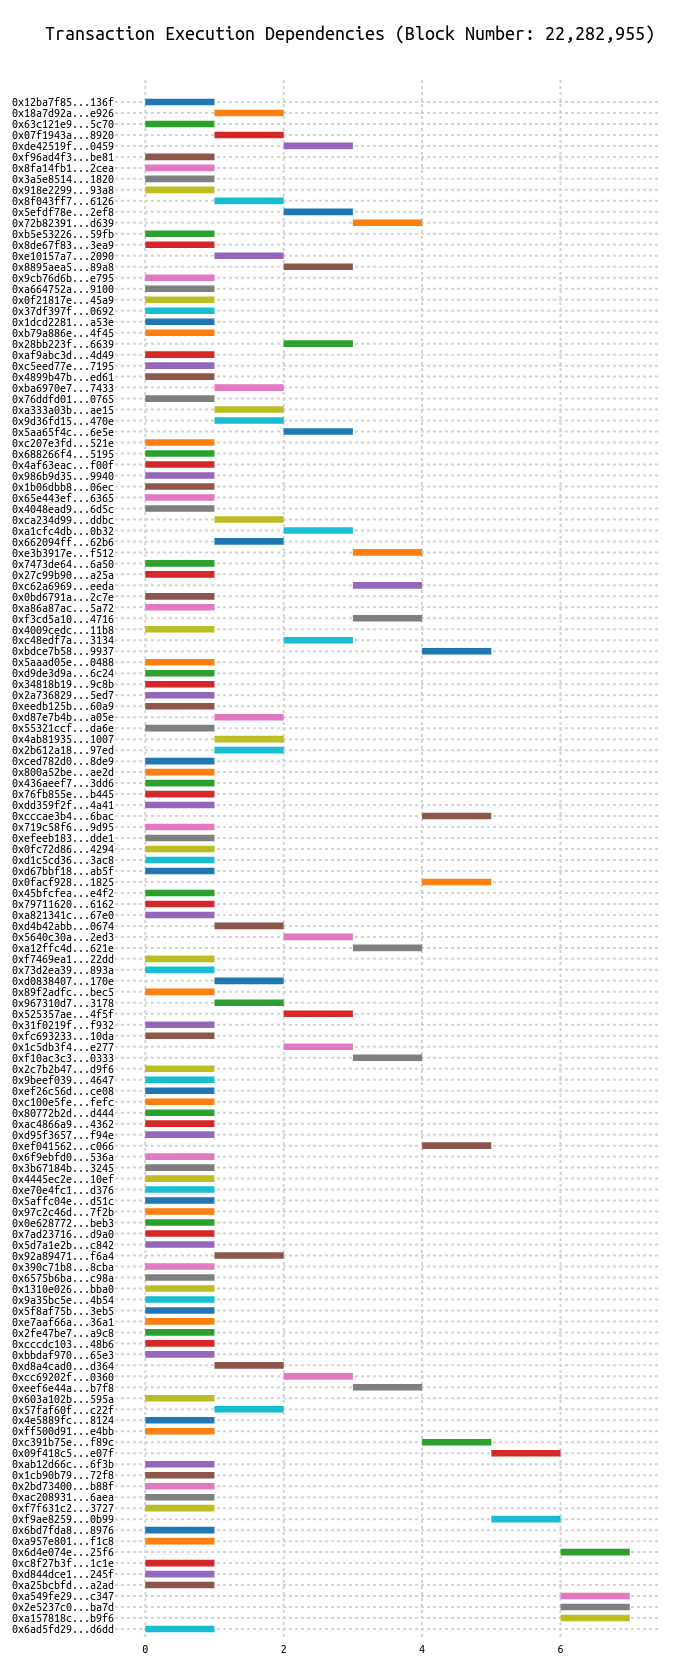 Transaction Execution Dependencies (Block Number: 22,282,955)
0x12ba7f85...136f
0x18a7d92a...e926
0x63c121e9...5c70
0x07f1943a...8920
0xde42519f...0459
0xf96ad4f3...be81
0x8fa14fb1...2cea
0x3a5e8514...1820
0x918e2299...93a8
0x8f043ff7...6126
0x5efdf78e...2ef8
0x72b82391...d639
0xb5e53226...59fb
0x8de67f83...3ea9
0xe10157a7...2090
0x8895aea5...89a8
0x9cb76d6b...e795
0xa664752a...9100
0x0f21817e...45a9
0x37df397f...0692
0x1dcd2281...a53e
0xb79a886e...4f45
0x28bb223f...6639
0xaf9abc3d...4d49
0xc5eed77e...7195
0x4899b47b...ed61
0xba6970e7...7433
0x76ddfd01...0765
0xa333a03b...ae15
0x9d36fd15...470e
0x5aa65f4c...6e5e
0xc207e3fd...521e
0x688266f4...5195
0x4af63eac...f00f
0x986b9d35...9940
0x1b06dbb8...06ec
0x65e443ef...6365
0x4048ead9...6d5c
0xca234d99...ddbc
0xa1cfc4db...0b32
0x662094ff...62b6
0xe3b3917e...f512
0x7473de64...6a50
0x27c99b90...a25a
0xc62a6969...eeda
0x0bd6791a...2c7e
0xa86a87ac...5a72
0xf3cd5a10...4716
0x4009cedc...11b8
0xc48edf7a...3134
0xbdce7b58...9937
0x5aaad05e...0488
0xd9de3d9a...6c24
0x34818b19...9c8b
0x2a736829...5ed7
0xeedb125b...60a9
0xd87e7b4b...a05e
0x55321ccf...da6e
0x4ab81935...1007
0x2b612a18...97ed
0xced782d0...8de9
0x800a52be...ae2d
0x436aeef7...3dd6
0x76fb855e...b445
0xdd359f2f...4a41
0xcccae3b4...6bac
0x719c58f6...9d95
0xefeeb183...dde1
0x0fc72d86...4294
0xd1c5cd36...3ac8
0xd67bbf18...ab5f
0x0facf928...1825
0x45bfcfea...e4f2
0x79711620...6162
0xa821341c...67e0
0xd4b42abb...0674
0x5640c30a...2ed3
0xa12ffc4d...621e
0xf7469ea1...22dd
0x73d2ea39...893a
0xd0838407...170e
0x89f2adfc...bec5
0x967310d7...3178
0x525357ae...4f5f
0x31f0219f...f932
0xfc693233...10da
0x1c5db3f4...e277
0xf10ac3c3...0333
0x2c7b2b47...d9f6
0x9beef039...4647
0xef26c56d...ce08
0xc100e5fe...fefc
0x80772b2d...d444
0xac4866a9...4362
0xd95f3657...f94e
0xef041562...c066
0x6f9ebfd0...536a
0x3b67184b...3245
0x4445ec2e...10ef
0xe70e4fc1...d376
0x5affc04e...d51c
0x97c2c46d...7f2b
0x0e628772...beb3
0x7ad23716...d9a0
0x5d7a1e2b...c842
0x92a89471...f6a4
0x390c71b8...8cba
0x6575b6ba...c98a
0x1310e026...bba0
0x9a35bc5e...4b54
0x5f8af75b...3eb5
0xe7aaf66a...36a1
0x2fe47be7...a9c8
0xcccdc103...48b6
0xbbdaf970...65e3
0xd8a4cad0...d364
0xcc69202f...0360
0xeef6e44a...b7f8
0x603a102b...595a
0x57faf60f...c22f
0x4e5889fc...8124
0xff500d91...e4bb
0xc391b75e...f89c
0x09f418c5...e07f
0xab12d66c...6f3b
0x1cb90b79...72f8
0x2bd73400...b88f
0xac208931...6aea
0xf7f631c2...3727
0xf9ae8259...0b99
0x6bd7fda8...8976
0xa957e801...f1c8
0x6d4e074e...25f6
0xc8f27b3f...1c1e
0xd844dce1...245f
0xa25bcbfd...a2ad
0xa549fe29...c347
0x2e5237c0...ba7d
0xa157818c...b9f6
0x6ad5fd29...d6dd
0 2 4 6